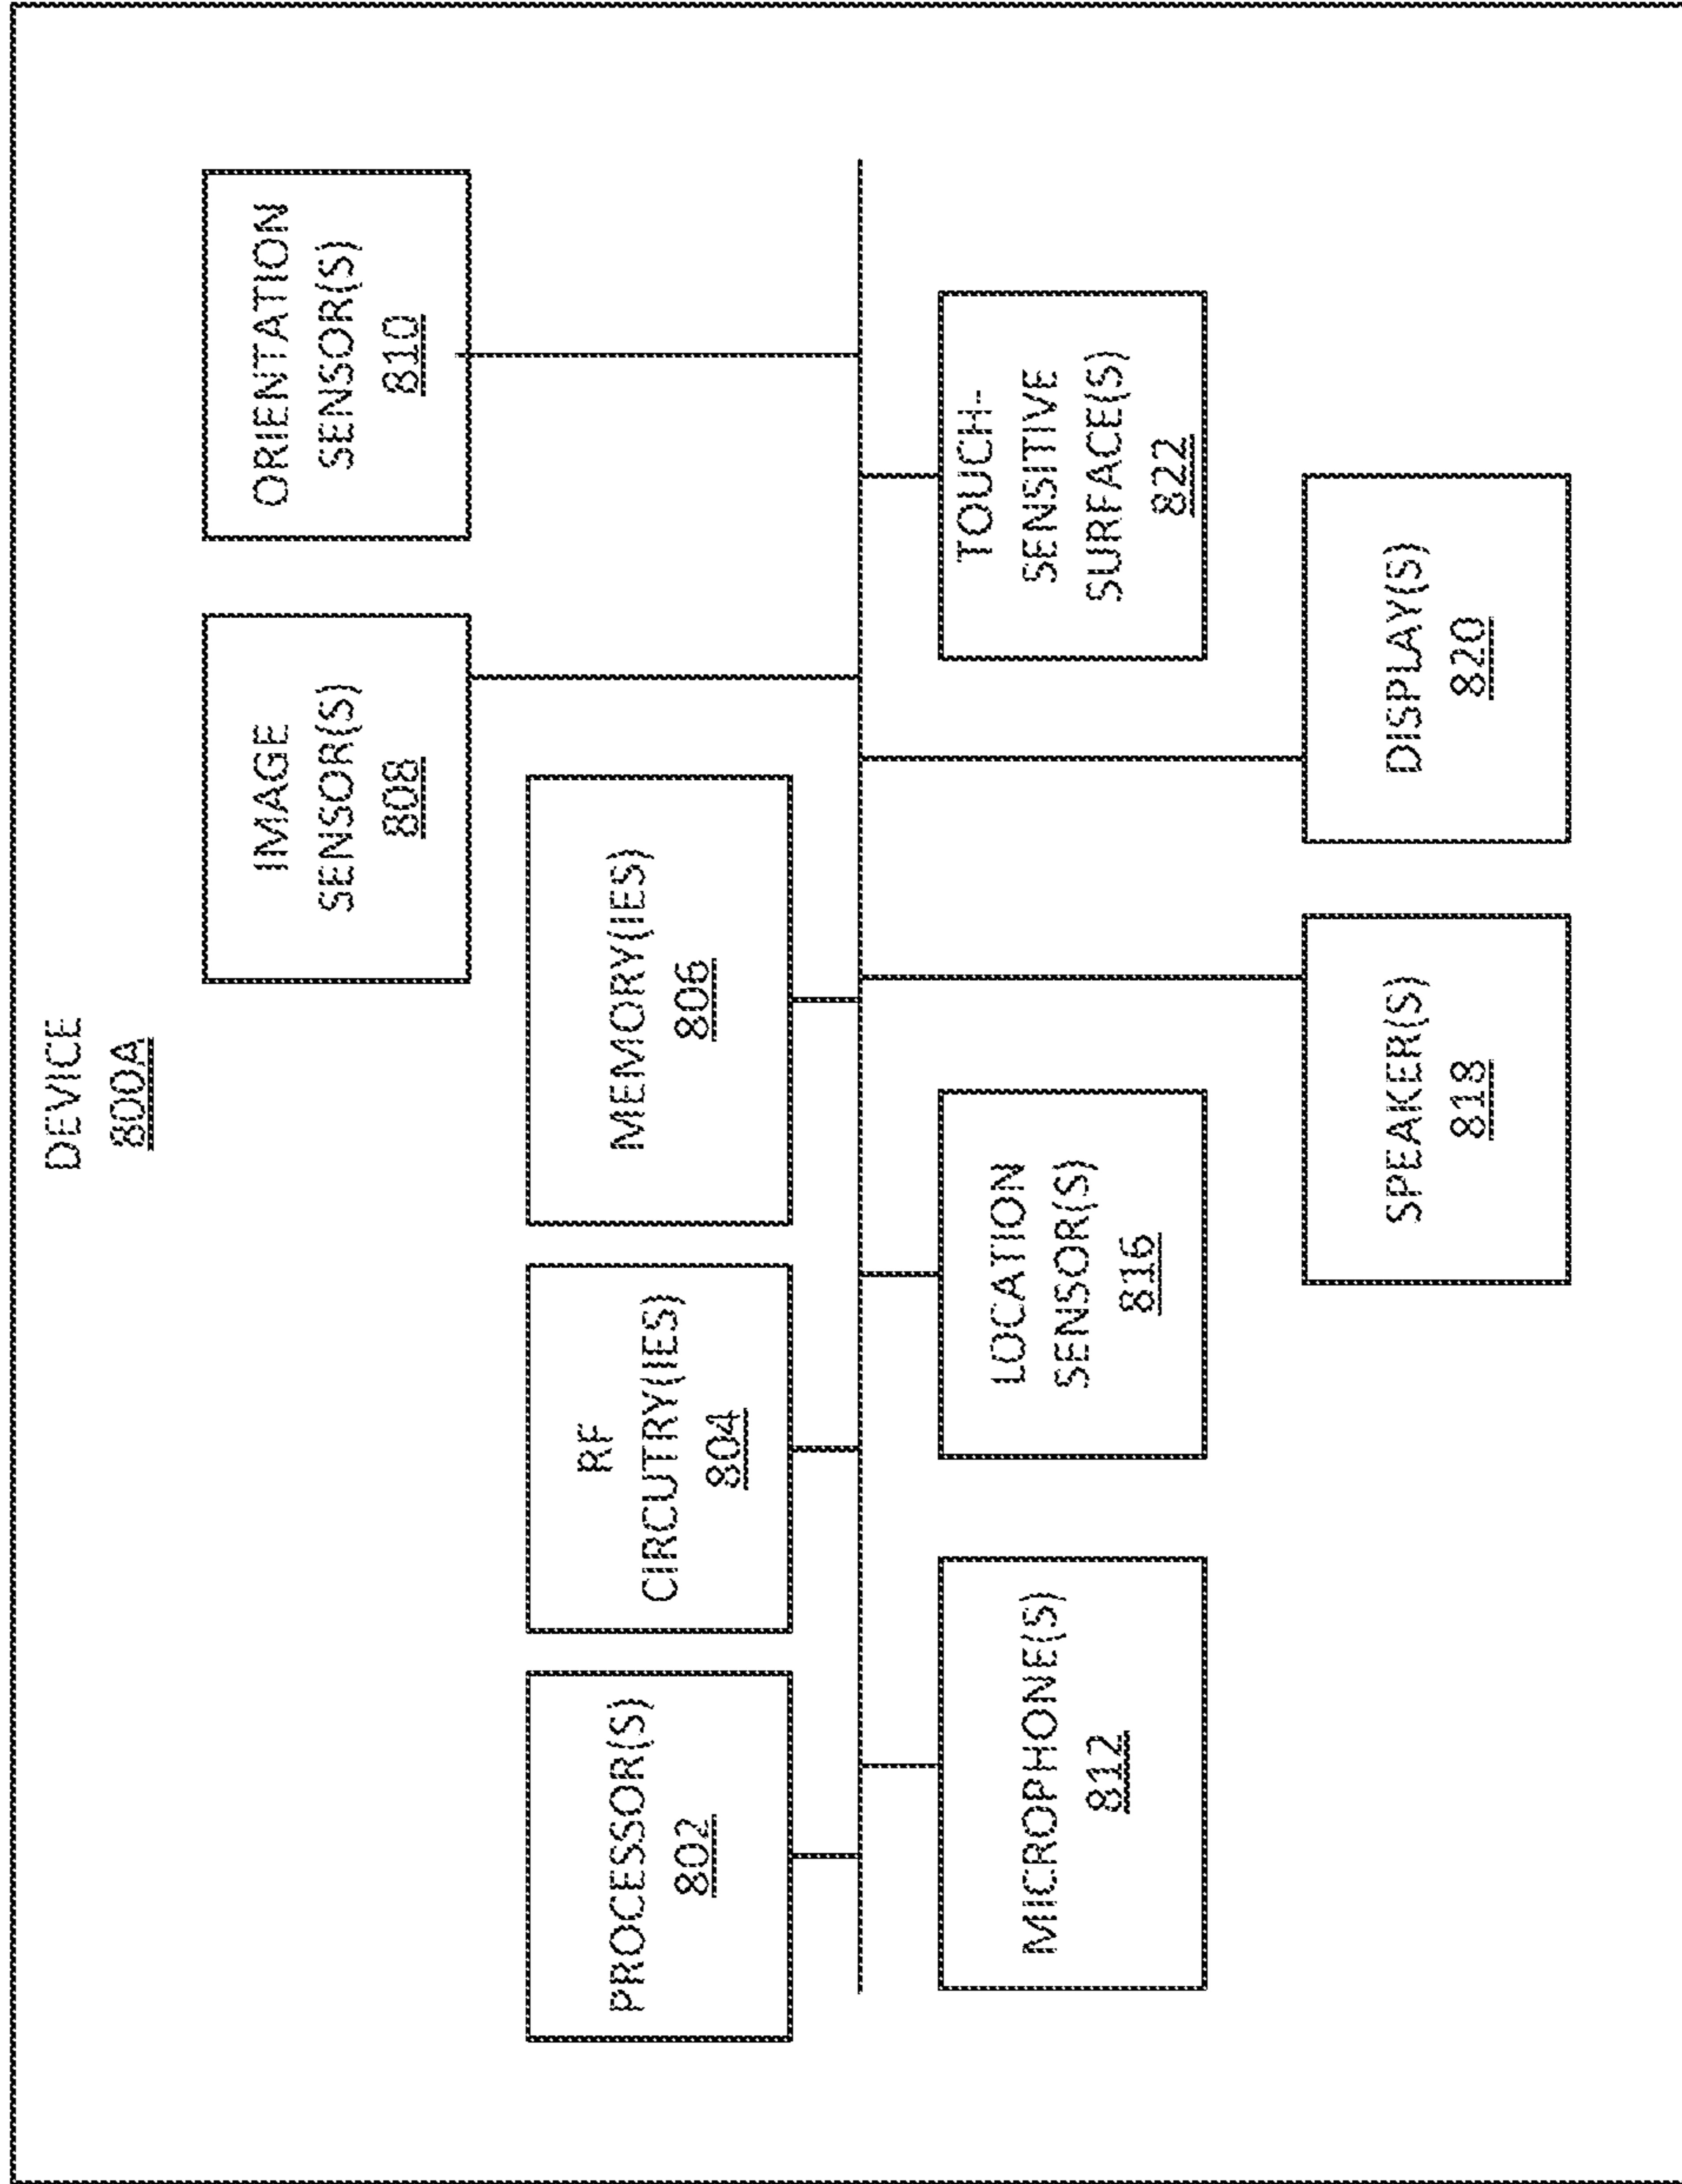 DEVICE
800A
IMAGE
SENSOR(S)
808
ORIENTATION
SENSOR(S)
810
PROCESSOR(S)
802
RF
CIRCUTRY(IES)
804
MEMORY(IES)
806
MICROPHONE(S)
812
LOCATION
SENSOR(S)
816
TOUCH-
SENSITIVE
SURFACE(S)
822
SPEAKER(S)
818
DISPLAY(S)
820